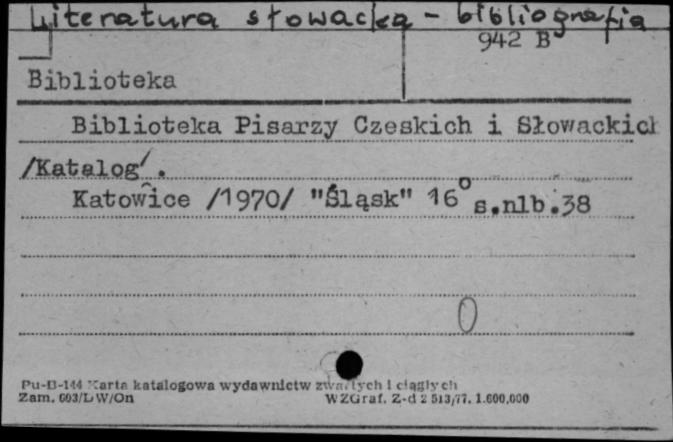 Literatura słowacka - bibliografia
942 B
Biblioteka
Biblioteka Pisarzy Czeskich i Słowackich
/Katalog/.
Katowice /1970/ "Śląsk" 16° s.nlb.38
0
Pu-B-144 Karta katalogowa wydawnictw zwartych i ciągłych
Zam. 603/LW/On WZGraf. Z-d 2 513/77. 1.600.000